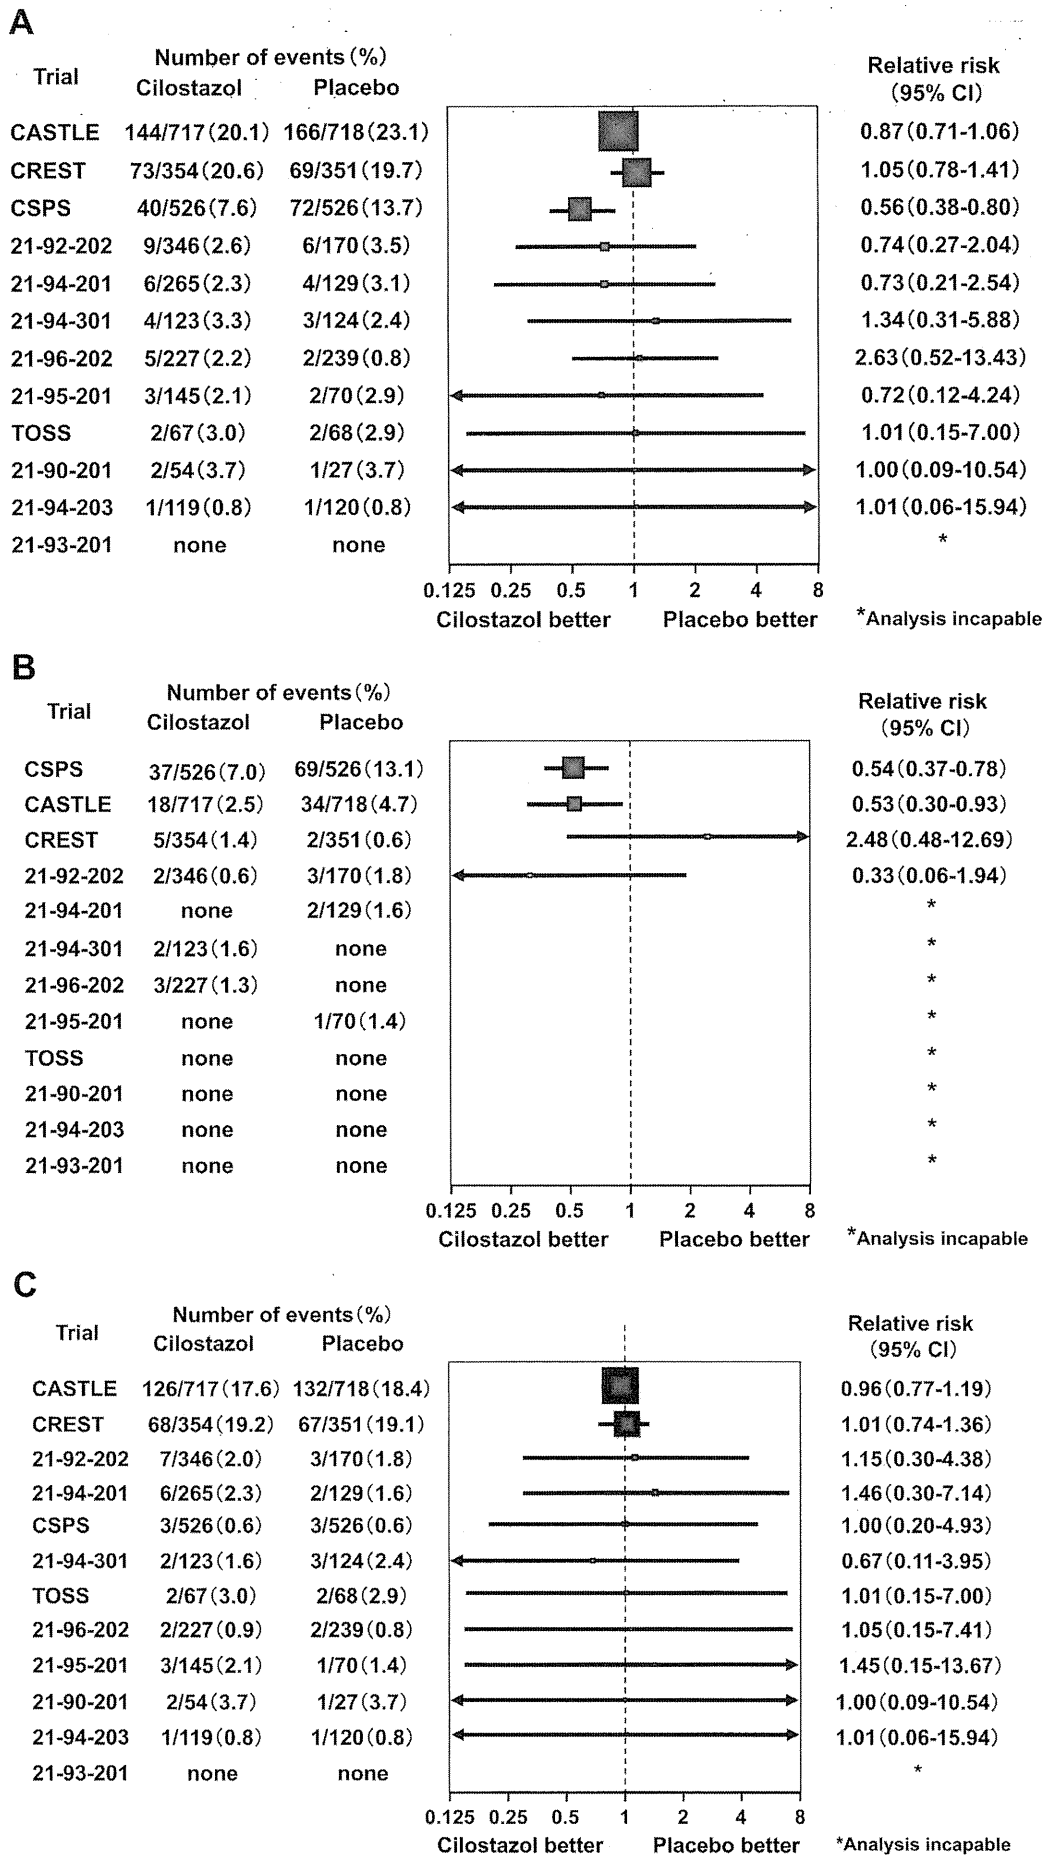 A
Number of events(%)
Trial Cilostazol Placebo Relative risk
(95% CI)
CASTLE 144/717(20.1) 166/718(23.1) 0.87(0.71-1.06)
CREST 73/354(20.6) 69/351(19.7) 1.05(0.78-1.41)
CSPS 40/526(7.6) 72/526(13.7) 0.56(0.38-0.80)
21-92-202 9/346(2.6) 6/170(3.5) 0.74(0.27-2.04)
21-94-201 6/265(2.3) 4/129(3.1) 0.73(0.21-2.54)
21-94-301 4/123(3.3) 3/124(2.4) 1.34(0.31-5.88)
21-96-202 5/227(2.2) 2/239(0.8) 2.63(0.52-13.43)
21-95-201 3/145(2.1) 2/70(2.9) 0.72(0.12-4.24)
TOSS 2/67(3.0) 2/68(2.9) 1.01(0.15-7.00)
21-90-201 2/54(3.7) 1/27(3.7) 1.00(0.09-10.54)
21-94-203 1/119(0.8) 1/120(0.8) 1.01(0.06-15.94)
21-93-201 none none *
0.125 0.25 0.5 1 2 4 8
Cilostazol better Placebo better *Analysis incapable
B
Number of events(%)
Trial Cilostazol Placebo Relative risk
(95% CI)
CSPS 37/526(7.0) 69/526(13.1) 0.54(0.37-0.78)
CASTLE 18/717(2.5) 34/718(4.7) 0.53(0.30-0.93)
CREST 5/354(1.4) 2/351(0.6) 2.48(0.48-12.69)
21-92-202 2/346(0.6) 3/170(1.8) 0.33(0.06-1.94)
21-94-201 none 2/129(1.6) *
21-94-301 2/123(1.6) none *
21-96-202 3/227(1.3) none *
21-95-201 none 1/70(1.4) *
TOSS none none *
21-90-201 none none *
21-94-203 none none *
21-93-201 none none *
0.125 0.25 0.5 1 2 4 8
Cilostazol better Placebo better *Analysis incapable
C
Number of events(%)
Trial Cilostazol Placebo Relative risk
(95% CI)
CASTLE 126/717(17.6) 132/718(18.4) 0.96(0.77-1.19)
CREST 68/354(19.2) 67/351(19.1) 1.01(0.74-1.36)
21-92-202 7/346(2.0) 3/170(1.8) 1.15(0.30-4.38)
21-94-201 6/265(2.3) 2/129(1.6) 1.46(0.30-7.14)
CSPS 3/526(0.6) 3/526(0.6) 1.00(0.20-4.93)
21-94-301 2/123(1.6) 3/124(2.4) 0.67(0.11-3.95)
TOSS 2/67(3.0) 2/68(2.9) 1.01(0.15-7.00)
21-96-202 2/227(0.9) 2/239(0.8) 1.05(0.15-7.41)
21-95-201 3/145(2.1) 1/70(1.4) 1.45(0.15-13.67)
21-90-201 2/54(3.7) 1/27(3.7) 1.00(0.09-10.54)
21-94-203 1/119(0.8) 1/120(0.8) 1.01(0.06-15.94)
21-93-201 none none *
0.125 0.25 0.5 1 2 4 8
Cilostazol better Placebo better *Analysis incapable